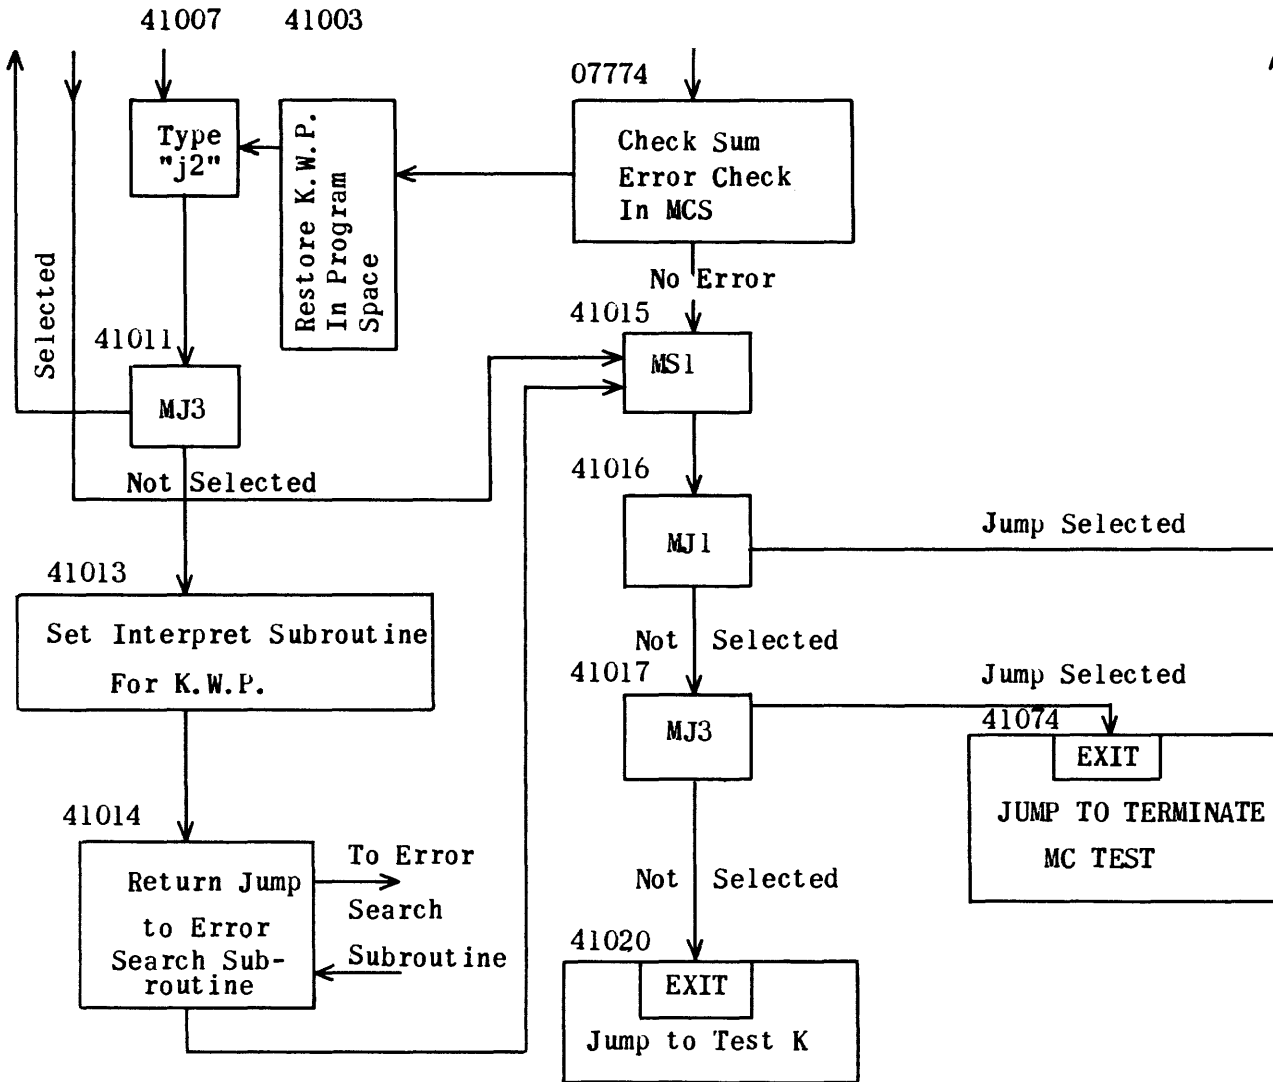 41007
41003
07774
Type
"j2"
Restore K.W.P.
In Program
Space
Check Sum
Error Check
In MCS
Selected
No Error
41015
41011
MS1
MJ3
Not Selected
41016
MJ1
Jump Selected
41013
Set Interpret Subroutine
For K.W.P.
Not Selected
41017
Jump Selected
MJ3
41074
EXIT
JUMP TO TERMINATE
MC TEST
41014
Return Jump
to Error
Search Sub-
routine
To Error
Search
Subroutine
Not Selected
41020
EXIT
Jump to Test K